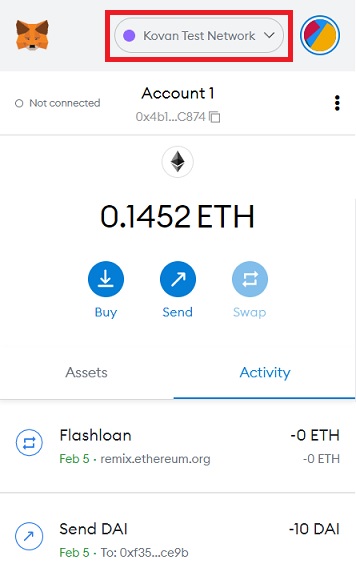 Kovan Test Network
Not connected
Account 1
0x4b1...C874
0.1452 ETH
Buy Send Swap
Assets Activity
Flashloan -0 ETH
Feb 5 · remix.ethereum.org -0 ETH
Send DAI -10 DAI
Feb 5 · To: 0xf35...ce9b